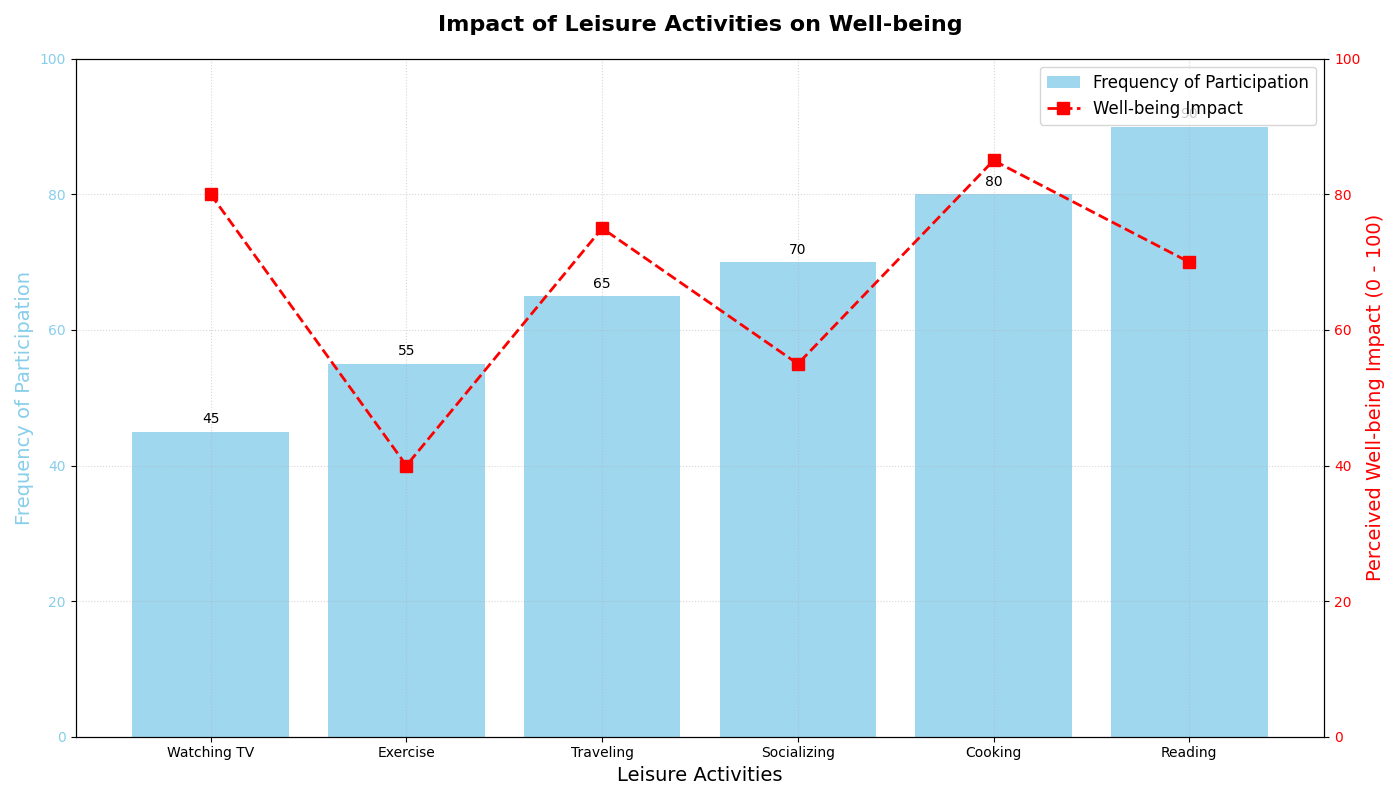 Impact of Leisure Activities on Well-being
Frequency of Participation
Well-being Impact
100
80
60
40
20
0
Frequency of Participation
100
80
60
40
20
0
Perceived Well-being Impact (0 - 100)
45
55
65
70
80
90
Watching TV
Exercise
Traveling
Socializing
Cooking
Reading
Leisure Activities